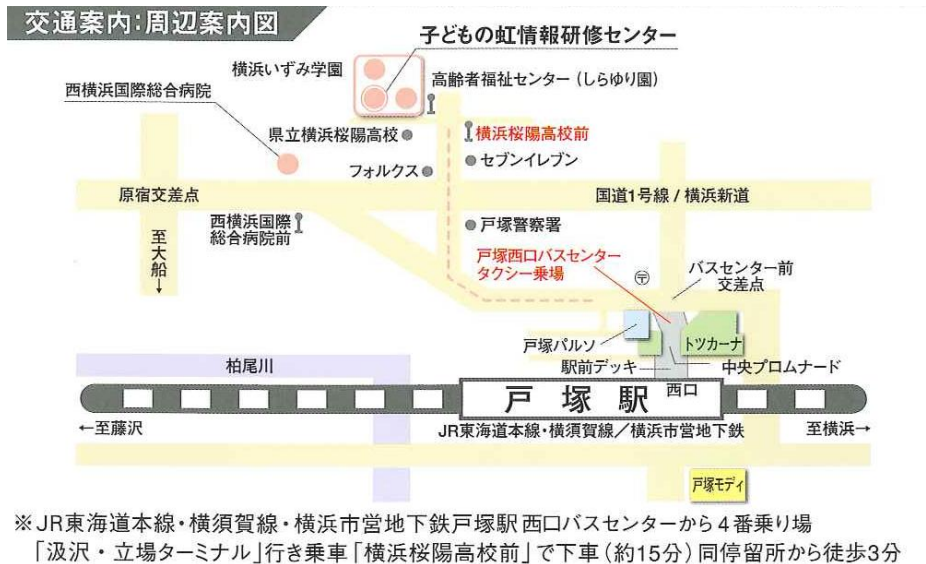 交通案内:周辺案内図
子どもの虹情報研修センター
横浜いずみ学園
高齢者福祉センター(しらゆり園)
西横浜国際総合病院
県立横浜桜陽高校
横浜桜陽高校前
フォルクス
セブンイレブン
原宿交差点
国道1号線/横浜新道
西横浜国際
総合病院前
戸塚警察署
至大船→
戸塚西口バスセンター
タクシー乗場
〒
バスセンター前
交差点
戸塚パルソ
トツカーナ
柏尾川
駅前デッキ
中央プロムナード
西口
戸塚駅
←至藤沢
JR東海道本線・横須賀線/横浜市営地下鉄
至横浜→
戸塚モディ
※JR東海道本線・横須賀線・横浜市営地下鉄戸塚駅西口バスセンターから4番乗り場
「汲沢・立場ターミナル」行き乗車「横浜桜陽高校前」で下車(約15分)同停留所から徒歩3分